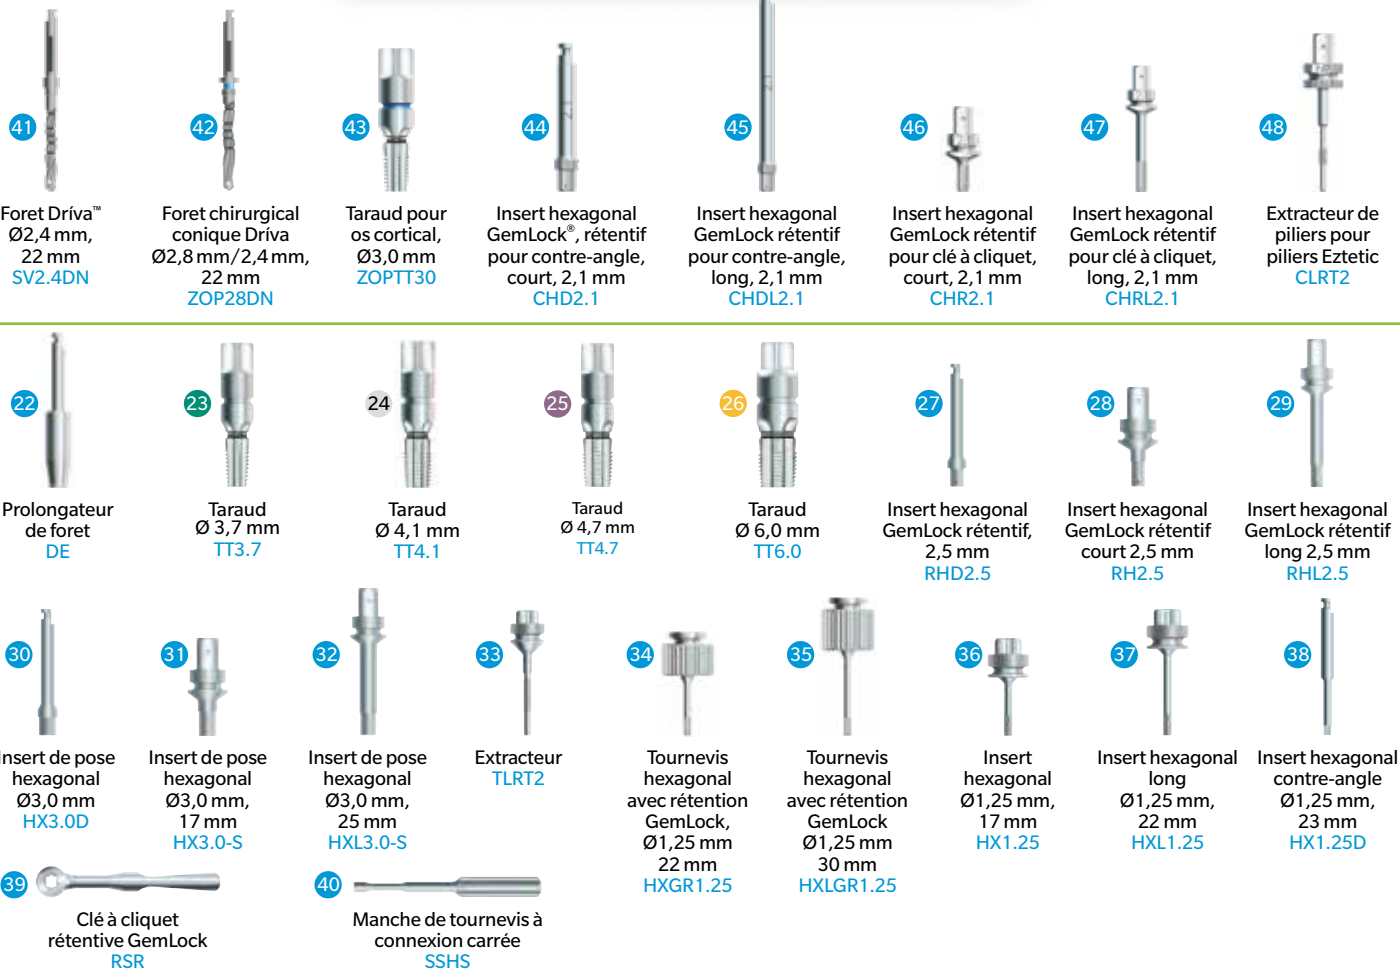 41
Foret Dríva™
Ø2,4 mm,
22 mm
SV2.4DN
42
Foret chirurgical
conique Dríva
Ø2,8 mm/2,4 mm,
22 mm
ZOP28DN
43
Taraud pour
os cortical,
Ø3,0 mm
ZOPTT30
44
Insert hexagonal
GemLock®, rétentif
pour contre-angle,
court, 2,1 mm
CHD2.1
45
Insert hexagonal
GemLock rétentif
pour contre-angle,
long, 2,1 mm
CHDL2.1
46
Insert hexagonal
GemLock rétentif
pour clé à cliquet,
court, 2,1 mm
CHR2.1
47
Insert hexagonal
GemLock rétentif
pour clé à cliquet,
long, 2,1 mm
CHRL2.1
48
Extracteur de
piliers pour
piliers Eztetic
CLRT2
22
Prolongateur
de foret
DE
23
Taraud
Ø 3,7 mm
TT3.7
24
Taraud
Ø 4,1 mm
TT4.1
25
Taraud
Ø 4,7 mm
TT4.7
26
Taraud
Ø 6,0 mm
TT6.0
27
Insert hexagonal
GemLock rétentif,
2,5 mm
RHD2.5
28
Insert hexagonal
GemLock rétentif
court 2,5 mm
RH2.5
29
Insert hexagonal
GemLock rétentif
long 2,5 mm
RHL2.5
30
Insert de pose
hexagonal
Ø3,0 mm
HX3.0D
31
Insert de pose
hexagonal
Ø3,0 mm,
17 mm
HX3.0-S
32
Insert de pose
hexagonal
Ø3,0 mm,
25 mm
HXL3.0-S
33
Extracteur
TLRT2
34
Tournevis
hexagonal
avec rétention
GemLock,
Ø1,25 mm
22 mm
HXGR1.25
35
Tournevis
hexagonal
avec rétention
GemLock
Ø1,25 mm
30 mm
HXLGR1.25
36
Insert
hexagonal
Ø1,25 mm,
17 mm
HX1.25
37
Insert hexagonal
long
Ø1,25 mm,
22 mm
HXL1.25
38
Insert hexagonal
contre-angle
Ø1,25 mm,
23 mm
HX1.25D
39
Clé à cliquet
rétentive GemLock
RSR
40
Manche de tournevis à
connexion carrée
SSHS